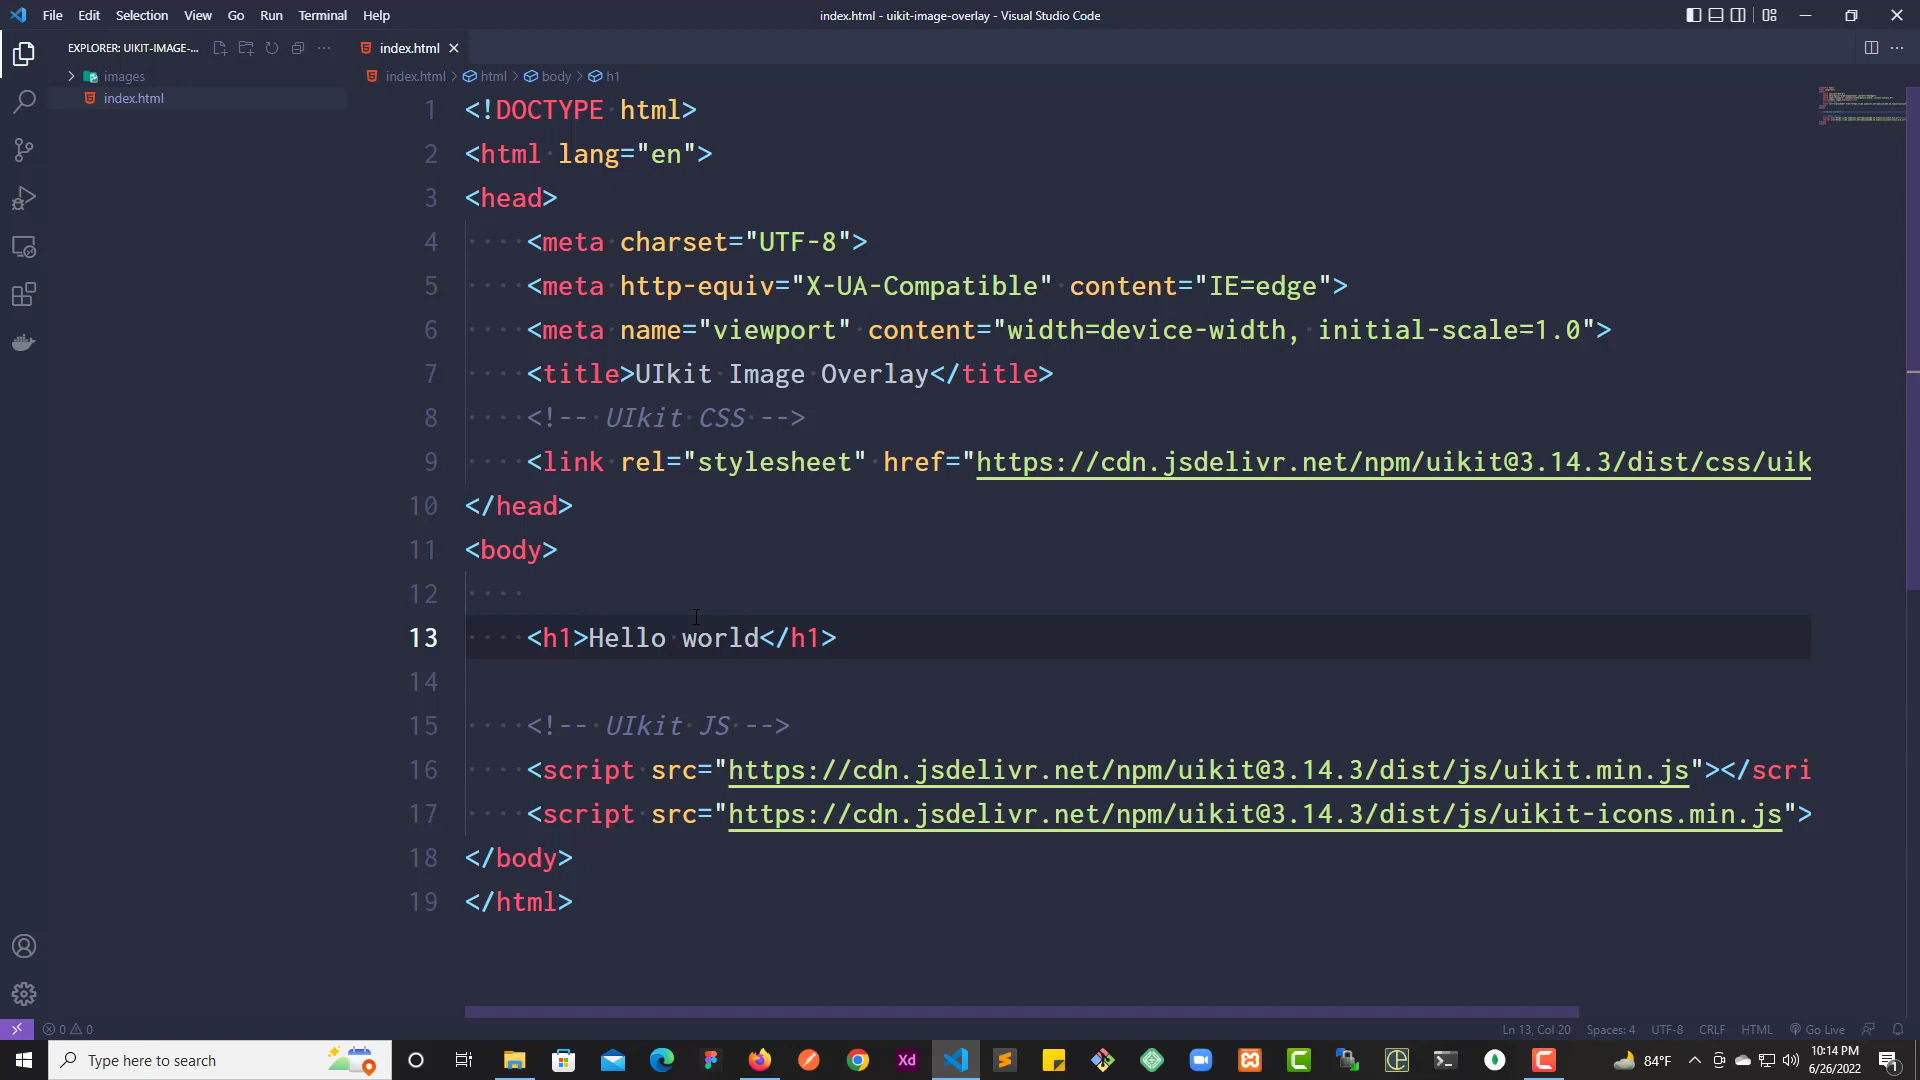 File Edit Selection View Go Run Terminal Help
index.html - uikit-image-overlay - Visual Studio Code
EXPLORER: UIKIT-IMAGE-...
images
index.html
index.html
index.html > html > body > h1
1 <!DOCTYPE html>
2 <html lang="en">
3 <head>
4 <meta charset="UTF-8">
5 <meta http-equiv="X-UA-Compatible" content="IE=edge">
6 <meta name="viewport" content="width=device-width, initial-scale=1.0">
7 <title>UIkit Image Overlay</title>
8 <!-- UIkit CSS -->
9 <link rel="stylesheet" href="https://cdn.jsdelivr.net/npm/uikit@3.14.3/dist/css/uik
10 </head>
11 <body>
12
13 <h1>Hello world</h1>
14
15 <!-- UIkit JS -->
16 <script src="https://cdn.jsdelivr.net/npm/uikit@3.14.3/dist/js/uikit.min.js"></scri
17 <script src="https://cdn.jsdelivr.net/npm/uikit@3.14.3/dist/js/uikit-icons.min.js">
18 </body>
19 </html>
0 0
Ln 13, Col 20 Spaces: 4 UTF-8 CRLF HTML Go Live
Type here to search
Xd
84°F
10:14 PM
6/26/2022
1